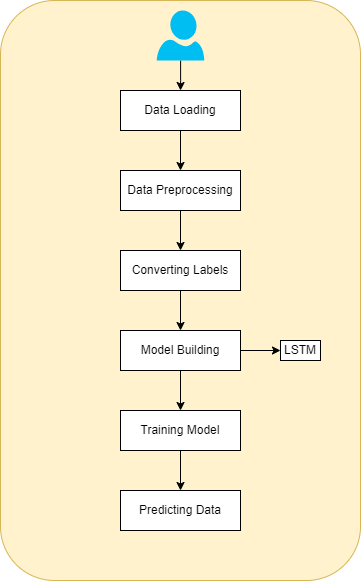 Data Loading
Data Preprocessing
Converting Labels
Model Building
LSTM
Training Model
Predicting Data